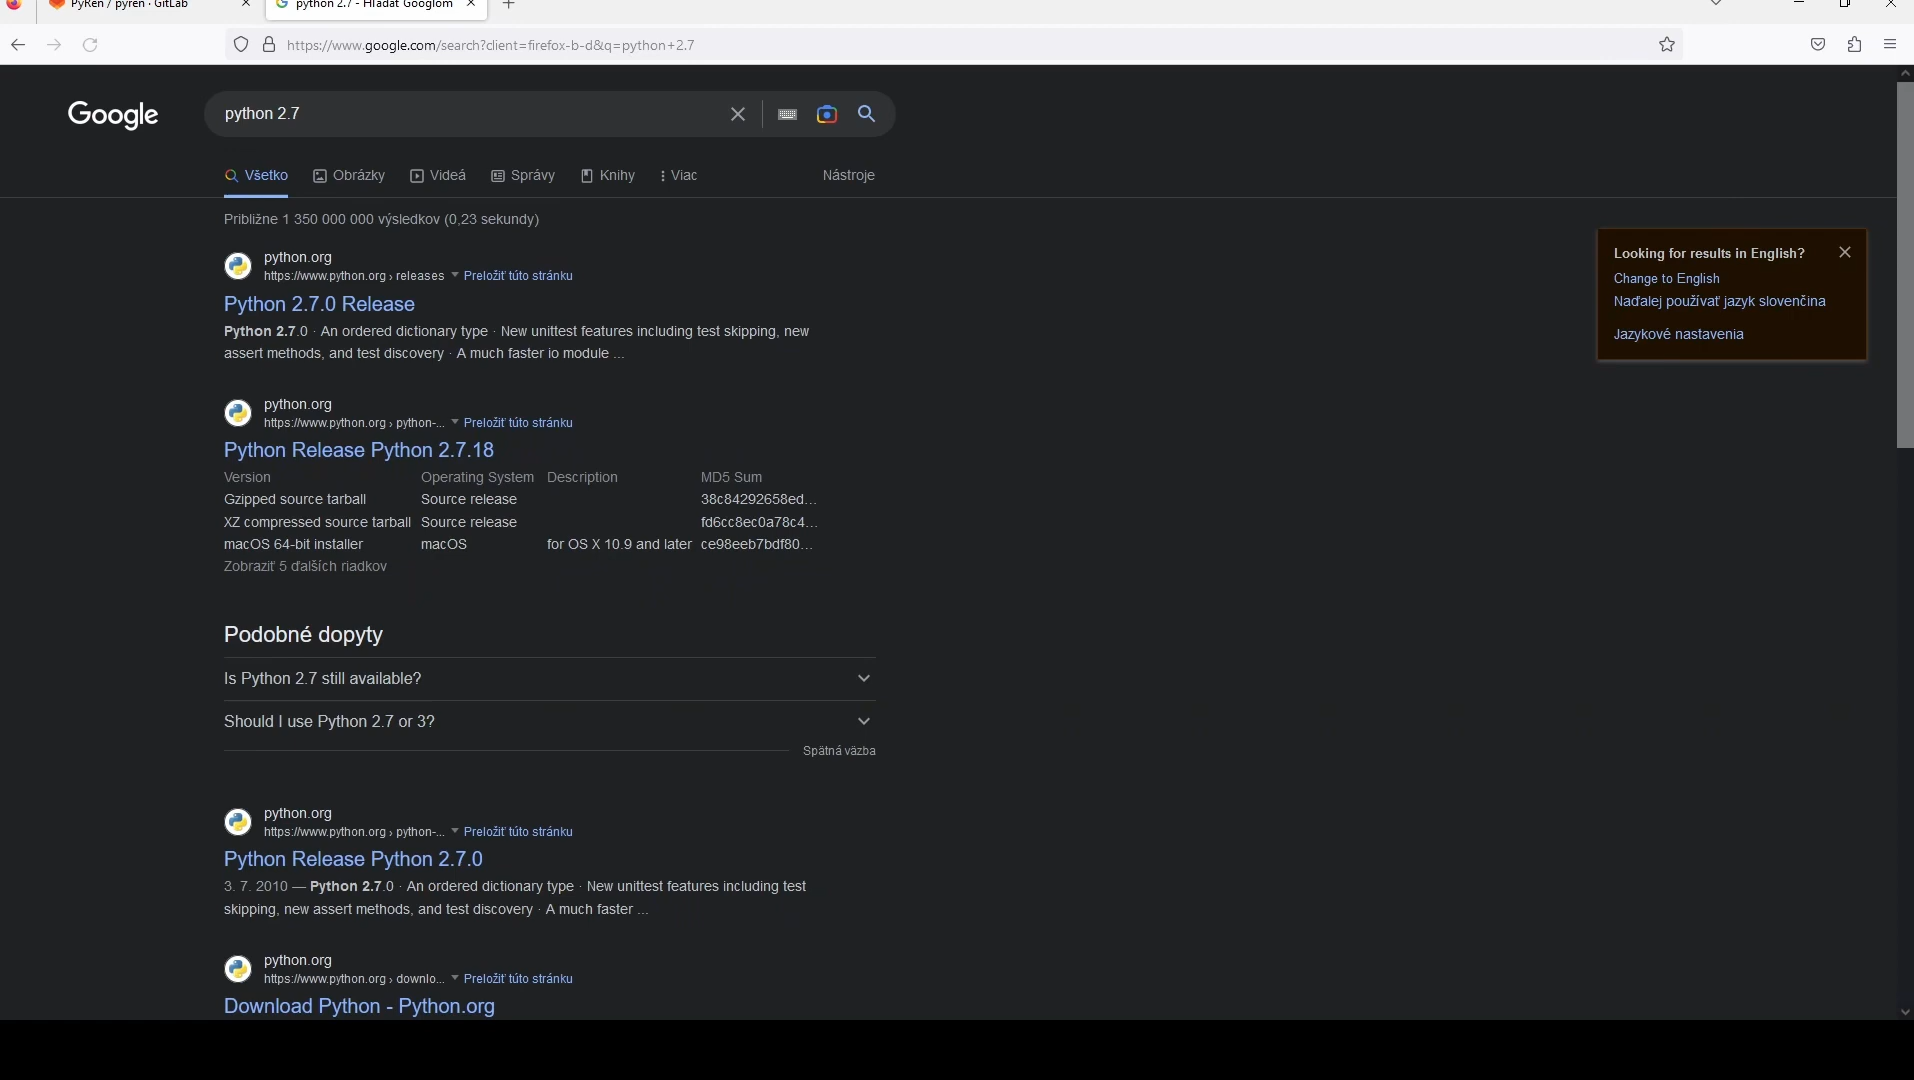 PyRen / pyren · GitLab
python 2.7 - Hľadať Googlom
https://www.google.com/search?client=firefox-b-d&q=python+2.7
Google
python 2.7
Všetko
Obrázky
Videá
Správy
Knihy
Viac
Nástroje
Približne 1 350 000 000 výsledkov (0,23 sekundy)
python.org
https://www.python.org › releases
Preložiť túto stránku
Python 2.7.0 Release
Python 2.7.0 · An ordered dictionary type · New unittest features including test skipping, new
assert methods, and test discovery · A much faster io module ...
Looking for results in English?
Change to English
Naďalej používať jazyk slovenčina
Jazykové nastavenia
python.org
https://www.python.org › python-...
Preložiť túto stránku
Python Release Python 2.7.18
Version Operating System Description MD5 Sum
Gzipped source tarball Source release 38c84292658ed...
XZ compressed source tarball Source release fd6cc8ec0a78c4...
macOS 64-bit installer macOS for OS X 10.9 and later ce98eeb7bdf80...
Zobraziť 5 ďalších riadkov
Podobné dopyty
Is Python 2.7 still available?
Should I use Python 2.7 or 3?
Spätná väzba
python.org
https://www.python.org › python-...
Preložiť túto stránku
Python Release Python 2.7.0
3. 7. 2010 — Python 2.7.0 · An ordered dictionary type · New unittest features including test
skipping, new assert methods, and test discovery · A much faster ...
python.org
https://www.python.org › downlo...
Preložiť túto stránku
Download Python - Python.org